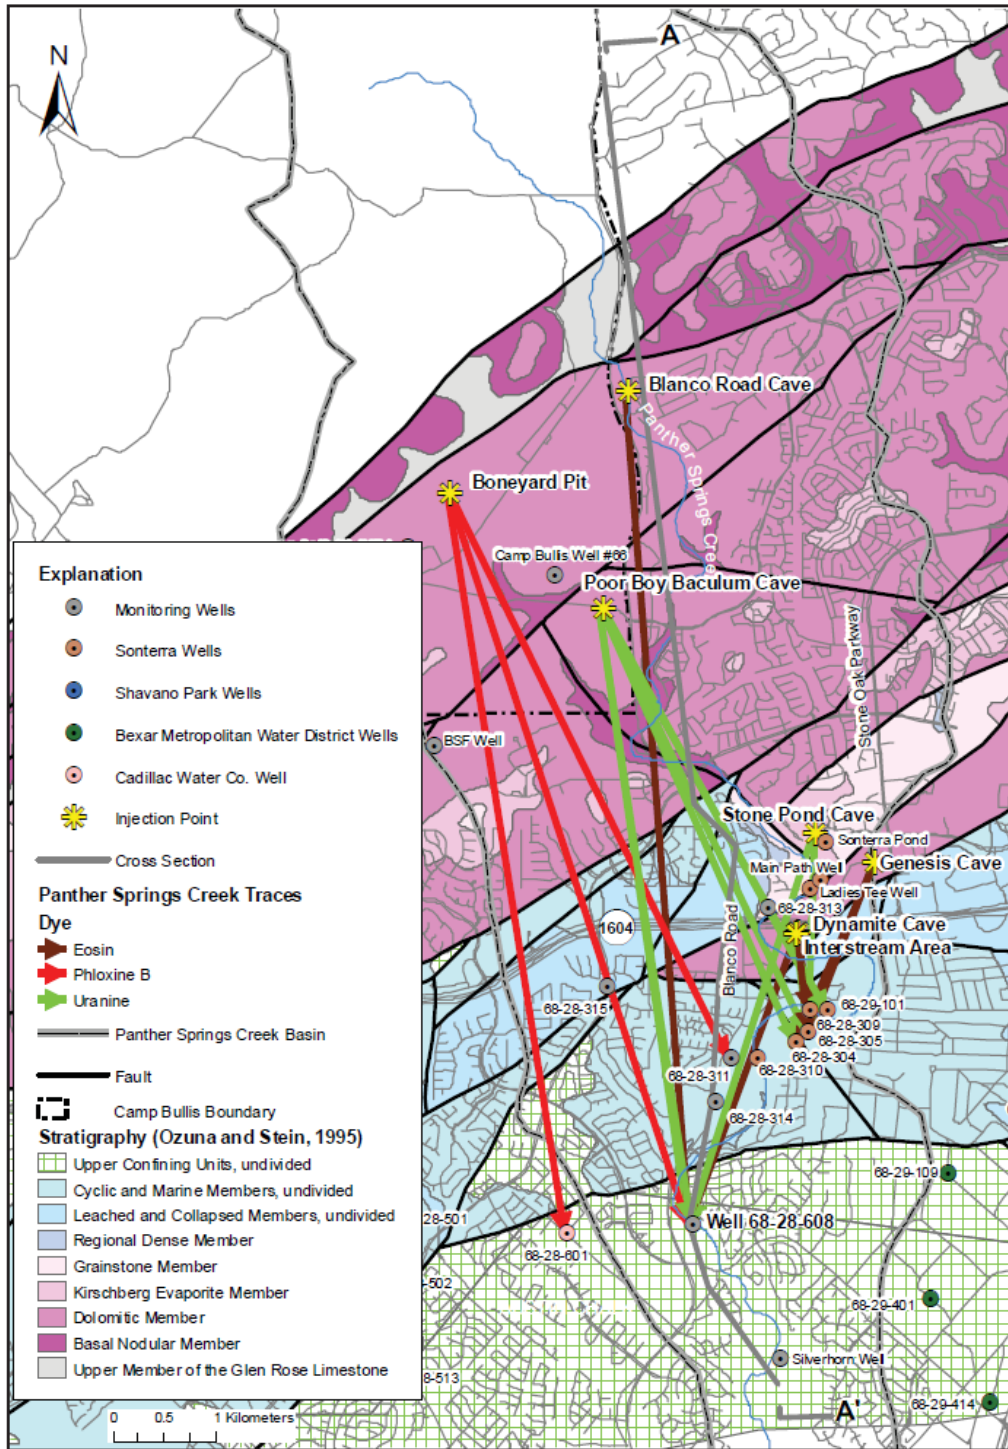 A
N
Blanco Road Cave
Panther Springs Creek
Boneyard Pit
Camp Bullis Well #66
Poor Boy Baculum Cave
Stone Oak Parkway
BSF Well
Stone Pond Cave
Sonterra Pond
Genesis Cave
Main Path Well
Ladies Tee Well
68-28-313
Dynamite Cave
Interstream Area
1604
Blanco Road
68-28-315
68-29-101
68-28-309
68-28-305
68-28-304
68-28-310
68-28-311
68-28-314
68-29-109
Well 68-28-608
28-501
68-28-601
-502
68-29-401
Silverhorn Well
8-513
68-29-414
A'
Explanation
Monitoring Wells
Sonterra Wells
Shavano Park Wells
Bexar Metropolitan Water District Wells
Cadillac Water Co. Well
Injection Point
Cross Section
Panther Springs Creek Traces
Dye
Eosin
Phloxine B
Uranine
Panther Springs Creek Basin
Fault
Camp Bullis Boundary
Stratigraphy (Ozuna and Stein, 1995)
Upper Confining Units, undivided
Cyclic and Marine Members, undivided
Leached and Collapsed Members, undivided
Regional Dense Member
Grainstone Member
Kirschberg Evaporite Member
Dolomitic Member
Basal Nodular Member
Upper Member of the Glen Rose Limestone
0 0.5 1 Kilometers